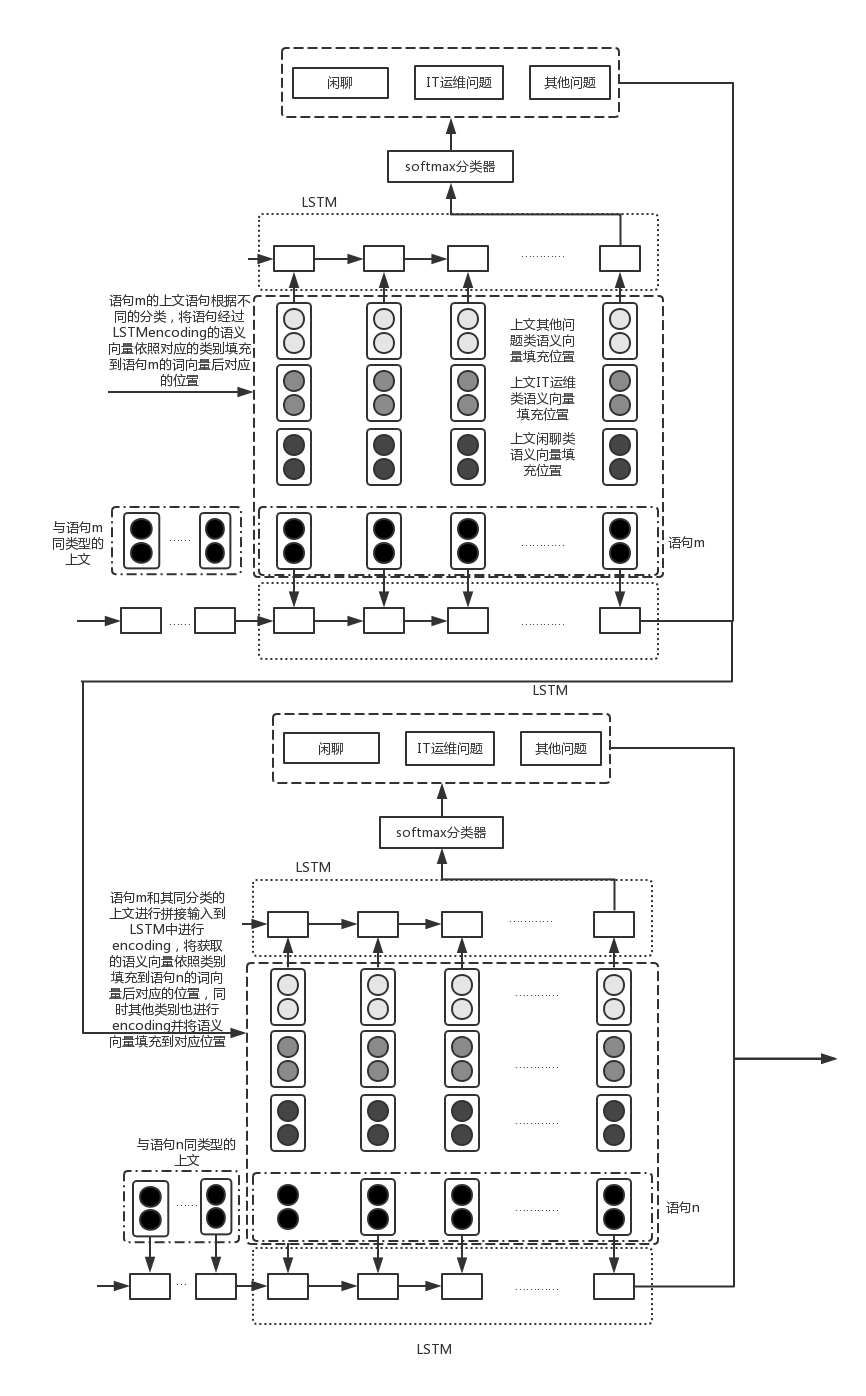 闲聊
IT运维问题
其他问题
softmax分类器
LSTM
…………
语句m的上文语句根据不
同的分类，将语句经过
LSTMencoding的语义
向量依照对应的类别填充
到语句m的词向量后对应
的位置
上文其他问
题类语义向
量填充位置
上文IT运维
类语义向量
填充位置
上文闲聊类
语义向量填
充位置
与语句m
同类型的
上文
……
…………
语句m
……
…………
LSTM
闲聊
IT运维问题
其他问题
softmax分类器
LSTM
…………
语句m和其同分类的
上文进行拼接输入到
LSTM中进行
encoding，将获取
的语义向量依照类别
填充到语句n的词向
量后对应的位置，同
时其他类别也进行
encoding并将语义
向量填充到对应位置
…………
…………
…………
与语句n同类型的
上文
……
…………
语句n
…
…………
LSTM